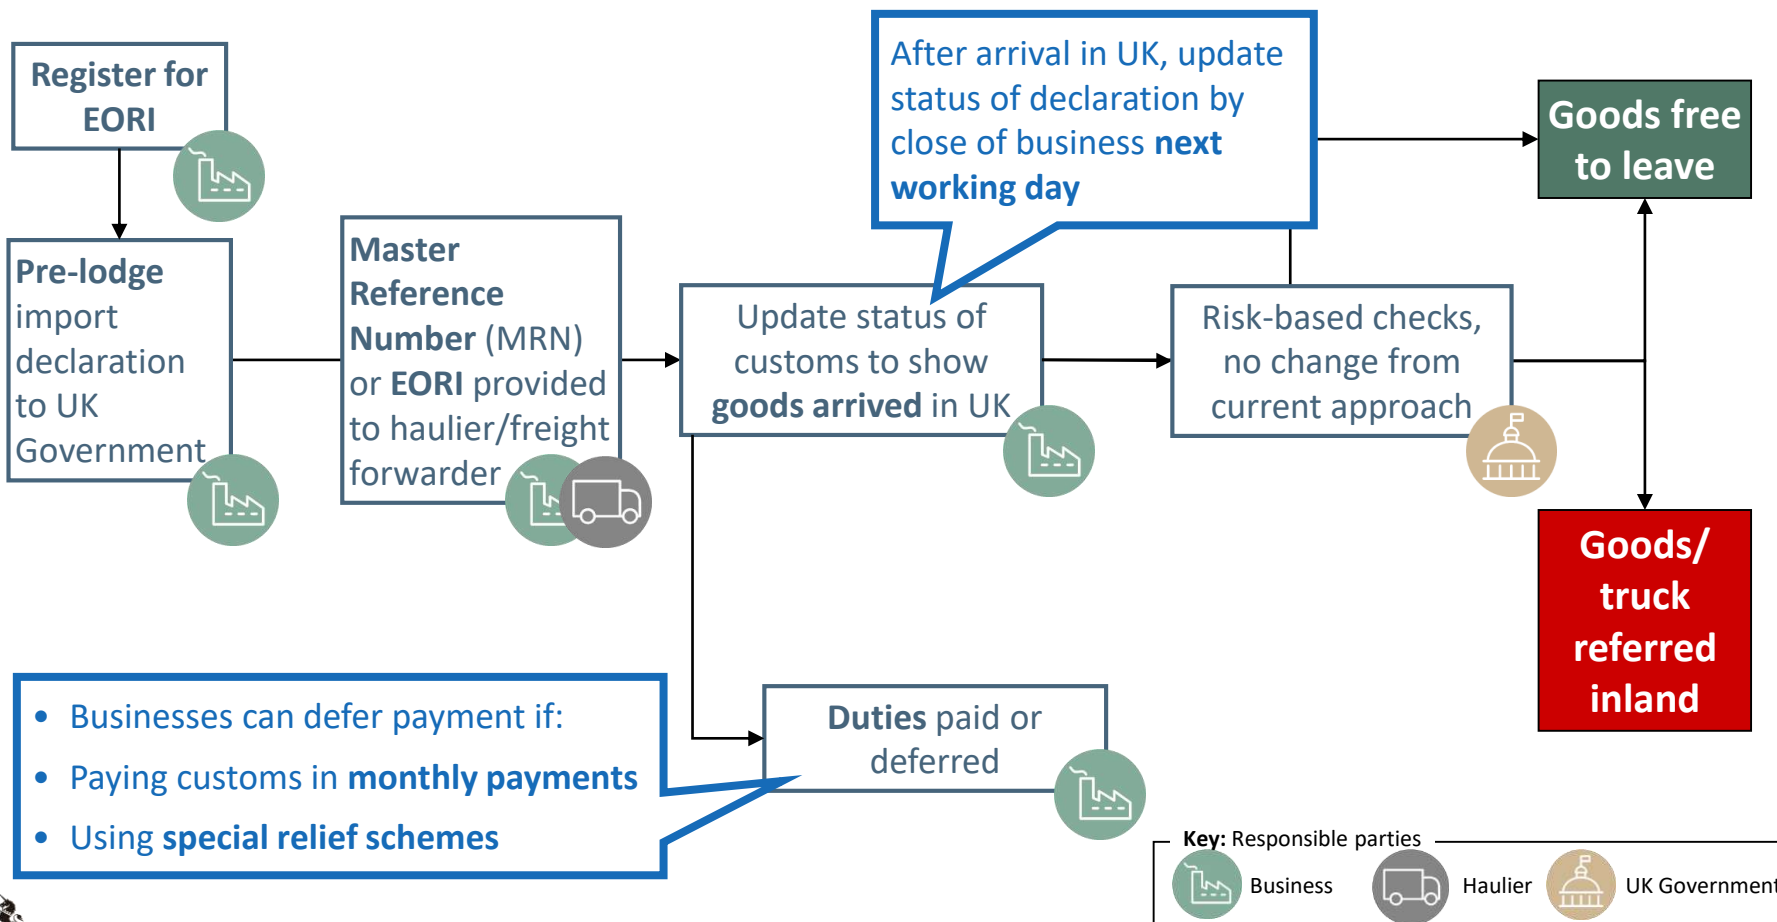 Register for
EORI
Pre-lodge
import
declaration
to UK
Government
Master
Reference
Number (MRN)
or EORI provided
to haulier/freight
forwarder
After arrival in UK, update
status of declaration by
close of business next
working day
Update status of
customs to show
goods arrived in UK
Risk-based checks,
no change from
current approach
Goods free
to leave
Goods/
truck
referred
inland
• Businesses can defer payment if:
• Paying customs in monthly payments
• Using special relief schemes
Duties paid or
deferred
Key: Responsible parties
Business
Haulier
UK Government